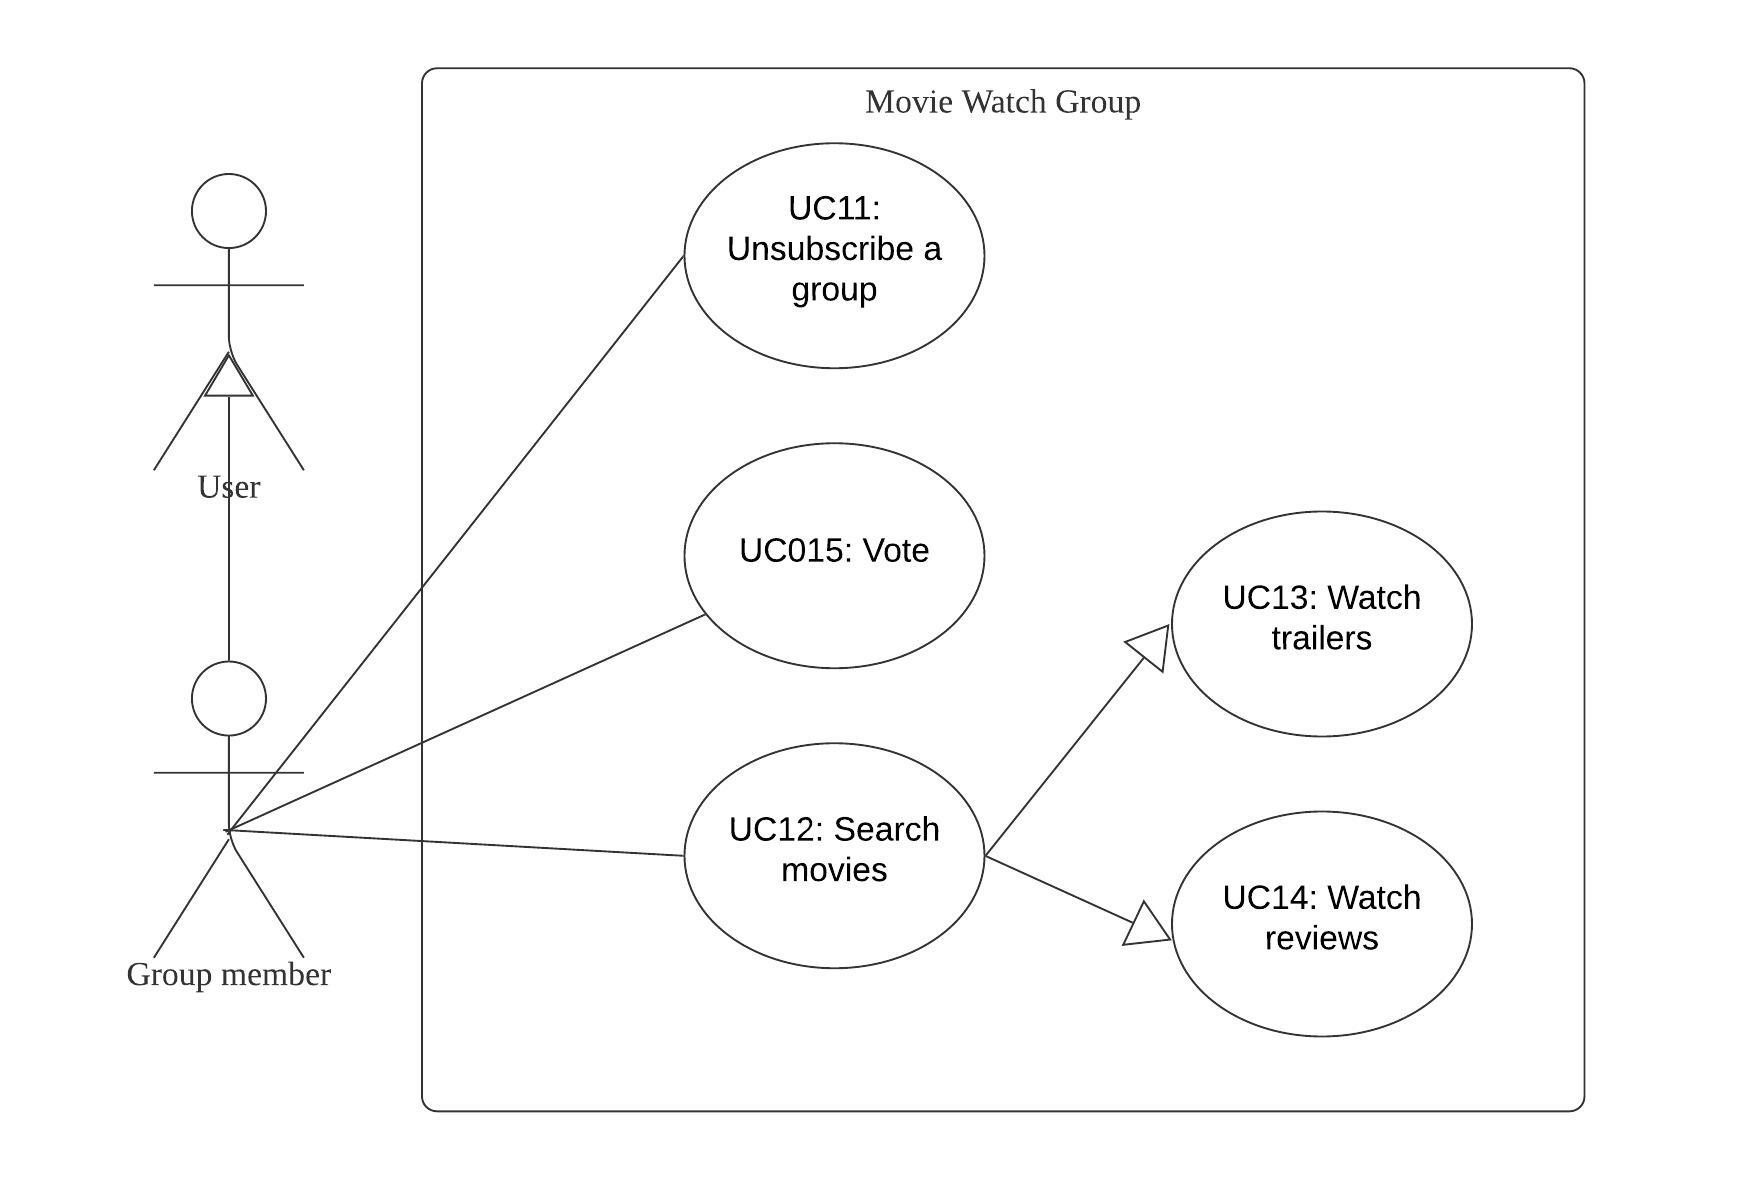 Movie Watch Group
UC11:
Unsubscribe a
group
User
UC015: Vote
UC13: Watch
trailers
UC12: Search
movies
UC14: Watch
reviews
Group member